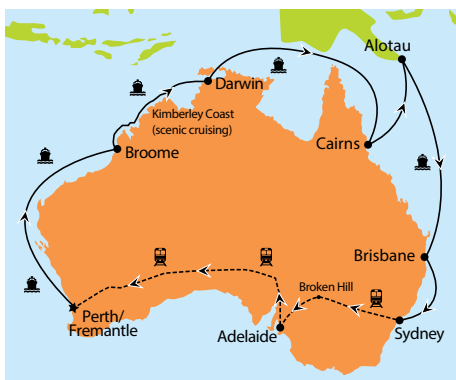 Alotau
Darwin
Kimberley Coast
(scenic cruising)
Broome
Cairns
Brisbane
Broken Hill
Perth/
Fremantle
Adelaide
Sydney